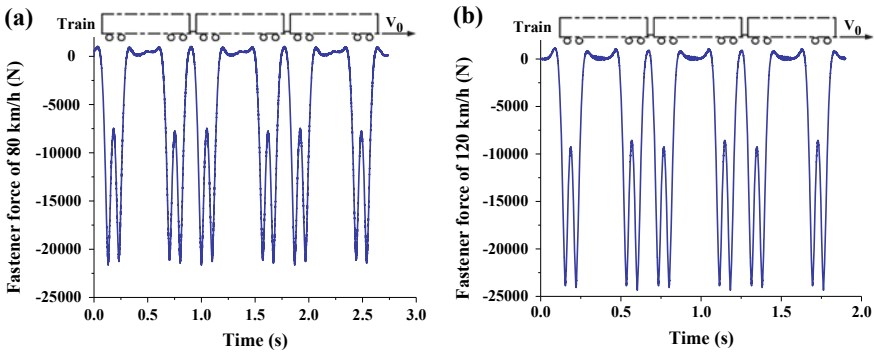 (a)
Train
V0
Fastener force of 80 km/h (N)
0
-5000
-10000
-15000
-20000
-25000
0.0 0.5 1.0 1.5 2.0 2.5 3.0
Time (s)
(b)
Train
V0
Fastener force of 120 km/h (N)
0
-5000
-10000
-15000
-20000
-25000
0.0 0.5 1.0 1.5 2.0
Time (s)